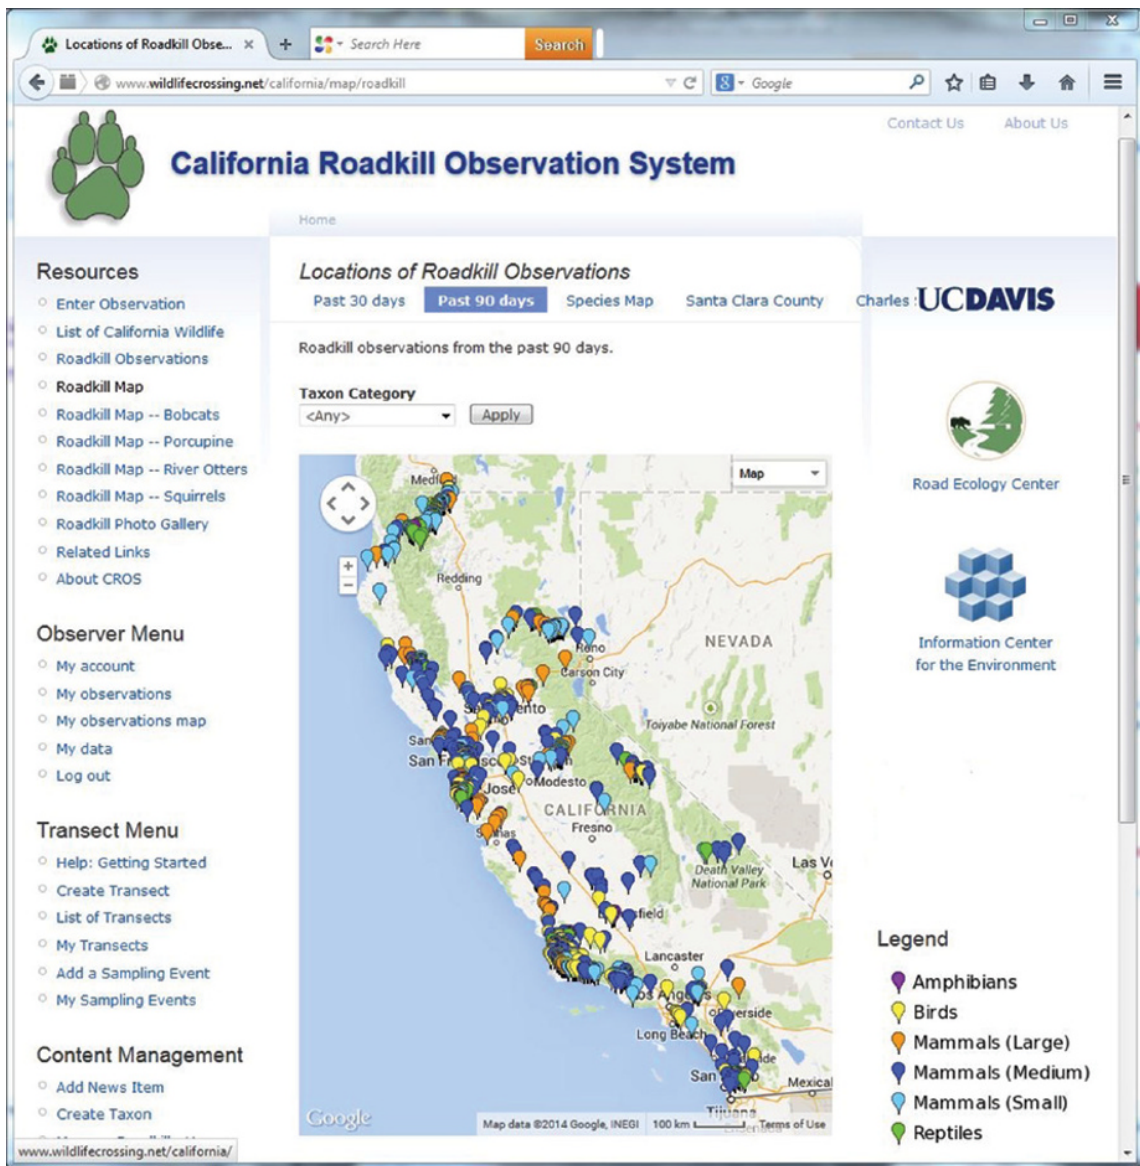 Locations of Roadkill Obse...
Search Here
Search
www.wildlifecrossing.net/california/map/roadkill
Google
Contact Us
About Us
California Roadkill Observation System
Home
Resources
Enter Observation
List of California Wildlife
Roadkill Observations
Roadkill Map
Roadkill Map -- Bobcats
Roadkill Map -- Porcupine
Roadkill Map -- River Otters
Roadkill Map -- Squirrels
Roadkill Photo Gallery
Related Links
About CROS
Observer Menu
My account
My observations
My observations map
My data
Log out
Transect Menu
Help: Getting Started
Create Transect
List of Transects
My Transects
Add a Sampling Event
My Sampling Events
Content Management
Add News Item
Create Taxon
www.wildlifecrossing.net/california/
Locations of Roadkill Observations
Past 30 days
Past 90 days
Species Map
Santa Clara County
Charles
Roadkill observations from the past 90 days.
Taxon Category
<Any>
Apply
Map
Redding
NEVADA
Reno
Carson City
Toiyabe National Forest
San Francisco
Modesto
Jose
CALIFORNIA
Fresno
Death Valley
National Park
Las
Lancaster
Long Beach
San
Mexical
Tijuana
Google
Map data ©2014 Google, INEGI
100 km
Terms of Use
UCDAVIS
Road Ecology Center
Information Center
for the Environment
Legend
Amphibians
Birds
Mammals (Large)
Mammals (Medium)
Mammals (Small)
Reptiles